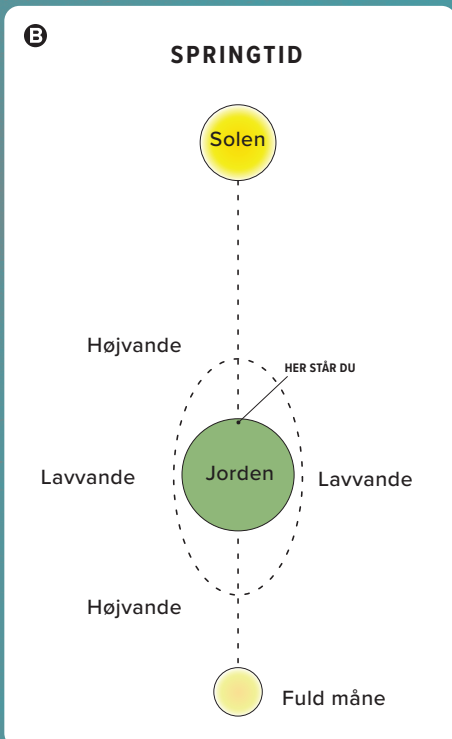 B
SPRINGTID
Solen
Højvande
HER STÅR DU
Lavvande
Jorden
Lavvande
Højvande
Fuld måne